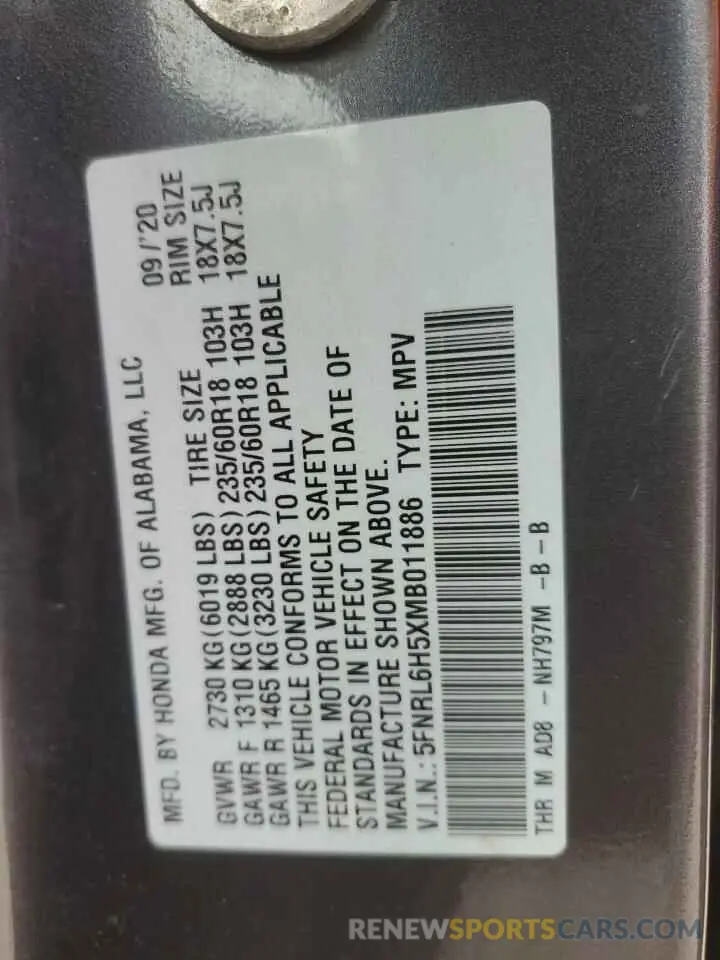 MFD. BY HONDA MFG. OF ALABAMA, LLC 09/'20
GVWR 2730 KG(6019 LBS) TIRE SIZE RIM SIZE
GAWR F 1310 KG(2888 LBS)235/60R18 103H 18X7.5J
GAWR R 1465 KG(3230 LBS)235/60R18 103H 18X7.5J
THIS VEHICLE CONFORMS TO ALL APPLICABLE
FEDERAL MOTOR VEHICLE SAFETY
STANDARDS IN EFFECT ON THE DATE OF
MANUFACTURE SHOWN ABOVE.
V.I.N.: 5FNRL6H5XMB011886 TYPE: MPV
THR M AD8 - NH797M -B-B
RENEWSPORTSCARS.COM